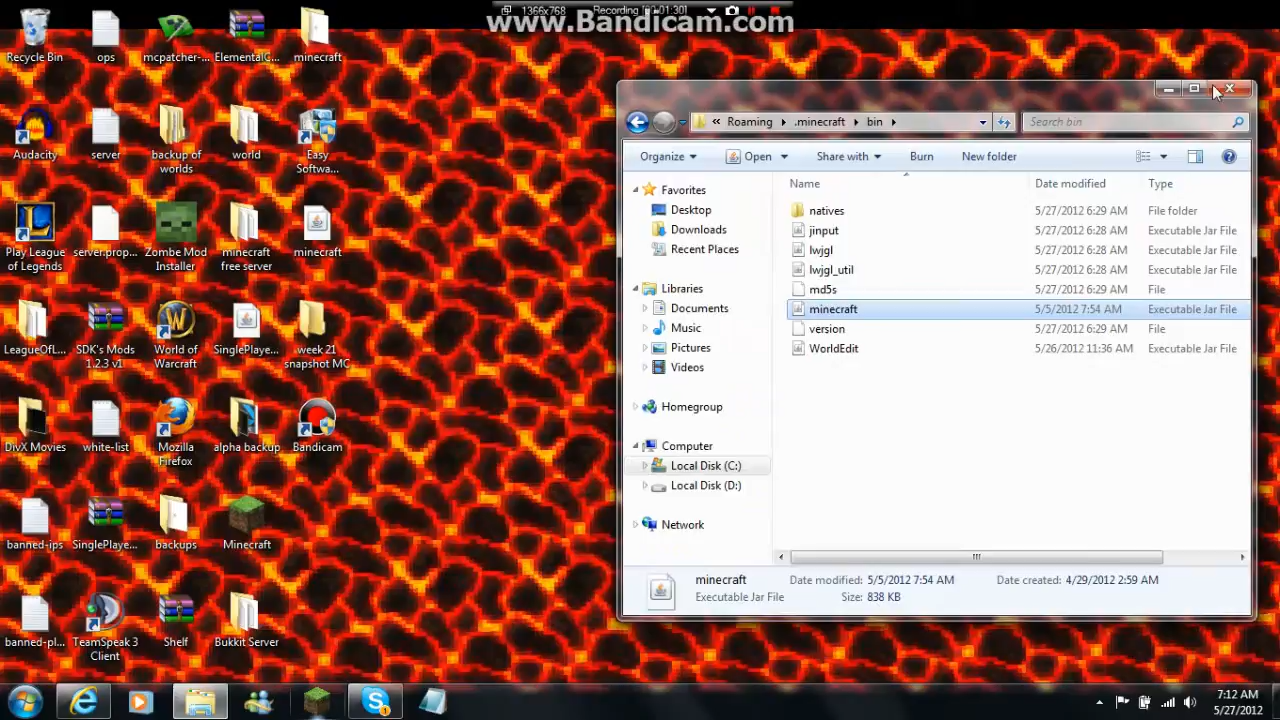 1366x768 Recording [00:01:30]
www.Bandicam.com
Recycle Bin
ops
mcpatcher-...
ElementalC...
minecraft
Audacity
server
backup of
worlds
world
Easy
Softwa...
Play League
of Legends
server.prop...
Zombe Mod
Installer
minecraft
free server
minecraft
LeagueOfL...
SDK's Mods
1.2.3 v1
World of
Warcraft
SinglePlaye...
week 21
snapshot MC
DivX Movies
white-list
Mozilla
Firefox
alpha backup
Bandicam
banned-ips
SinglePlaye...
backups
Minecraft
banned-pl...
TeamSpeak 3
Client
Shelf
Bukkit Server
« Roaming .minecraft bin
Search bin
Organize Open Share with Burn New folder
Favorites
Desktop
Downloads
Recent Places
Libraries
Documents
Music
Pictures
Videos
Homegroup
Computer
Local Disk (C:)
Local Disk (D:)
Network
Name Date modified Type
natives 5/27/2012 6:29 AM File folder
jinput 5/27/2012 6:28 AM Executable Jar File
lwjgl 5/27/2012 6:28 AM Executable Jar File
lwjgl_util 5/27/2012 6:28 AM Executable Jar File
md5s 5/27/2012 6:29 AM File
minecraft 5/5/2012 7:54 AM Executable Jar File
version 5/27/2012 6:29 AM File
WorldEdit 5/26/2012 11:36 AM Executable Jar File
minecraft Date modified: 5/5/2012 7:54 AM Date created: 4/29/2012 2:59 AM
Executable Jar File Size: 838 KB
7:12 AM
5/27/2012